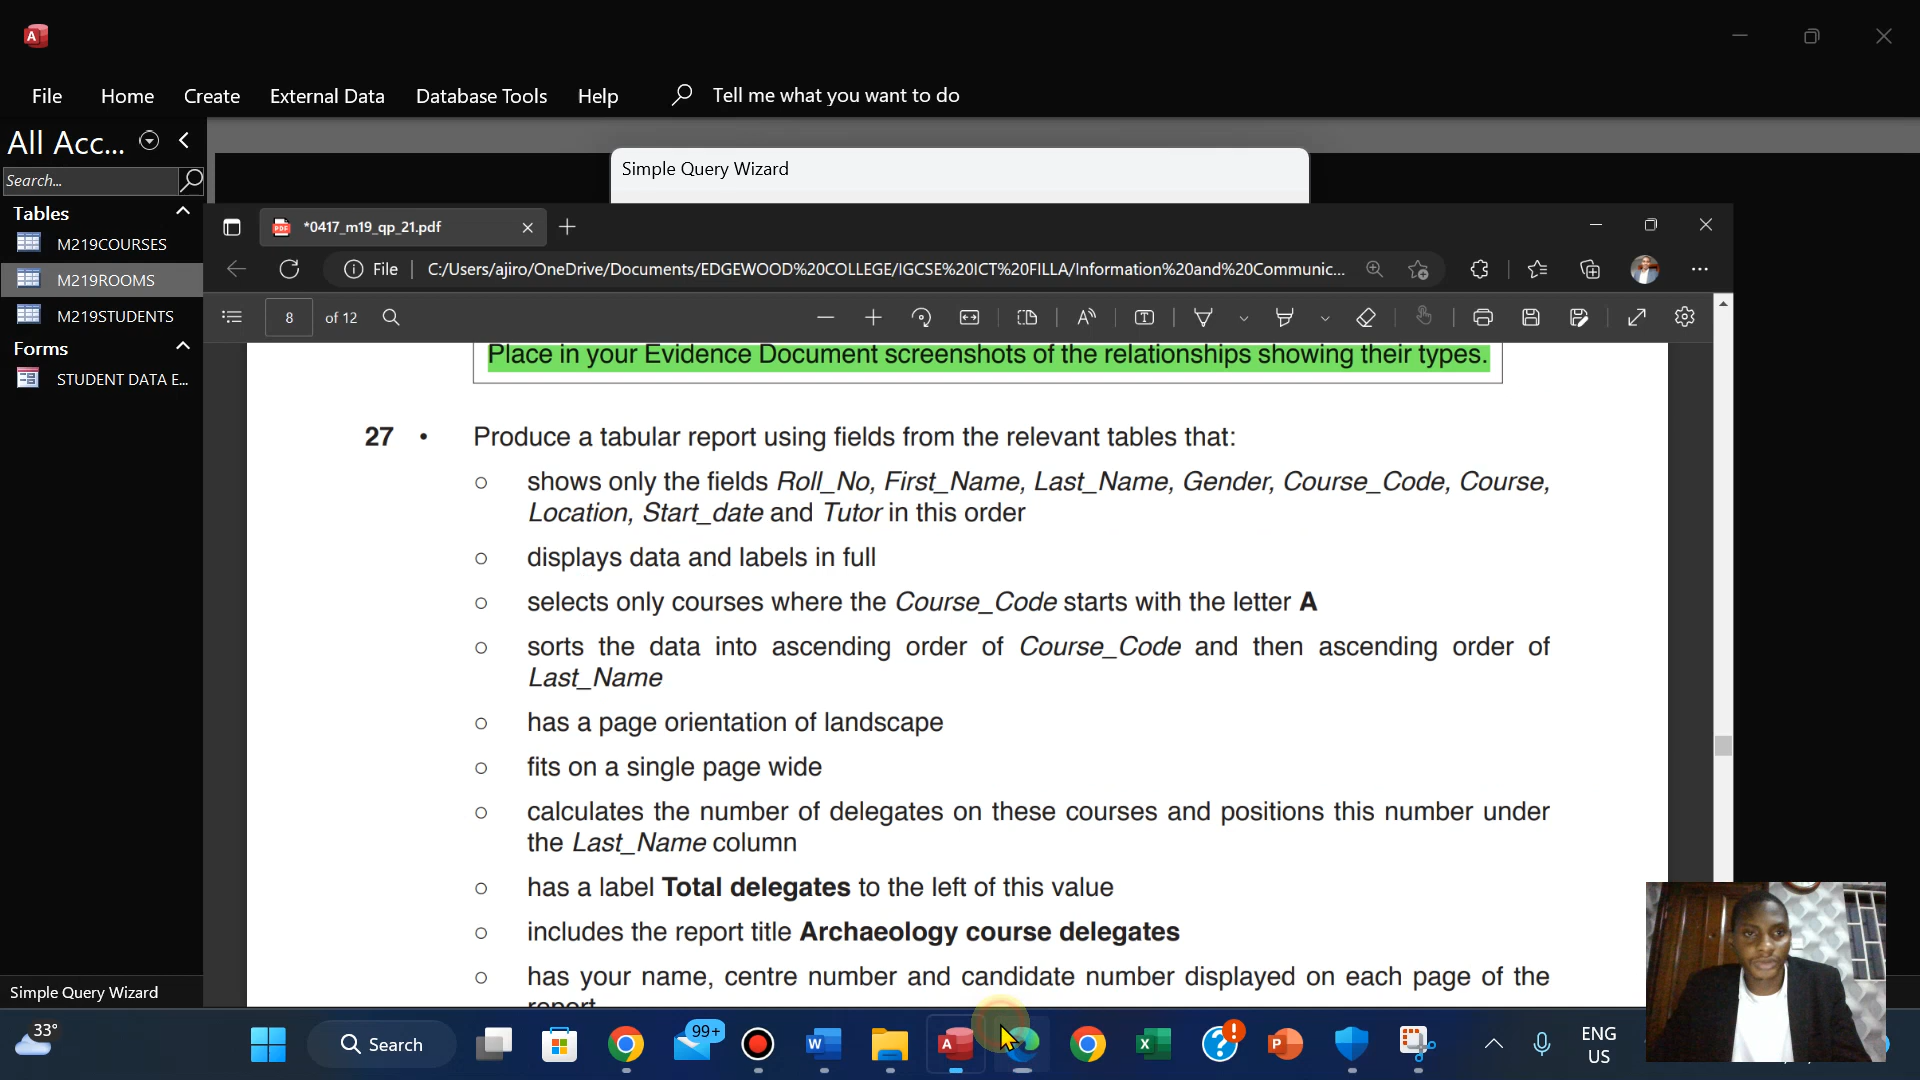 File Home Create External Data Database Tools Help Tell me what you want to do
All Acc...
Search...
Tables
M219COURSES
M219ROOMS
M219STUDENTS
Forms
STUDENT DATA E...
Simple Query Wizard
*0417_m19_qp_21.pdf
File C:/Users/ajiro/OneDrive/Documents/EDGEWOOD%20COLLEGE/IGCSE%20ICT%20FILLA/Information%20and%20Communic...
8 of 12
Place in your Evidence Document screenshots of the relationships showing their types.
27 • Produce a tabular report using fields from the relevant tables that:
○ shows only the fields Roll_No, First_Name, Last_Name, Gender, Course_Code, Course,
Location, Start_date and Tutor in this order
○ displays data and labels in full
○ selects only courses where the Course_Code starts with the letter A
○ sorts the data into ascending order of Course_Code and then ascending order of
Last_Name
○ has a page orientation of landscape
○ fits on a single page wide
○ calculates the number of delegates on these courses and positions this number under
the Last_Name column
○ has a label Total delegates to the left of this value
○ includes the report title Archaeology course delegates
○ has your name, centre number and candidate number displayed on each page of the
report
Simple Query Wizard
33°
Search
99+
ENG
US